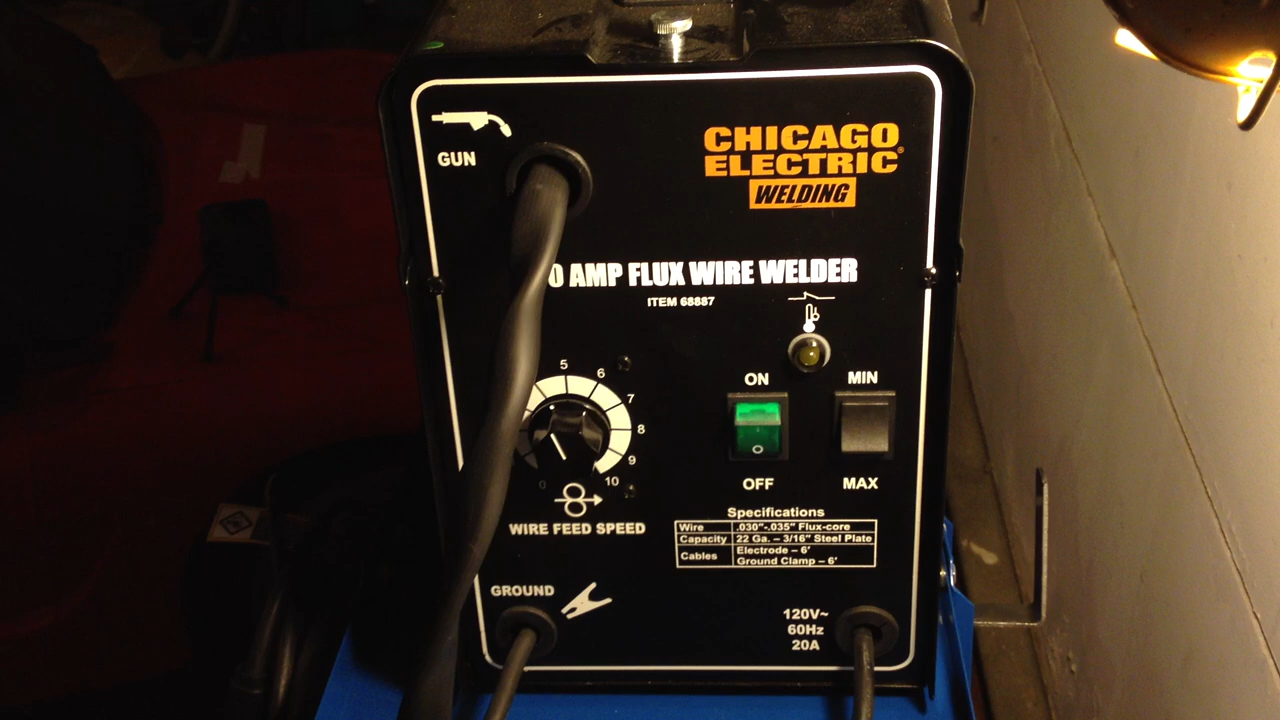 GUN
CHICAGO
ELECTRIC®
WELDING
0 AMP FLUX WIRE WELDER
ITEM 68887
5
6
7
8
9
10
0
WIRE FEED SPEED
ON
OFF
MIN
MAX
Specifications
Wire .030"-.035" Flux-core
Capacity 22 Ga. – 3/16" Steel Plate
Cables Electrode – 6'
Ground Clamp – 6'
GROUND
120V~
60Hz
20A